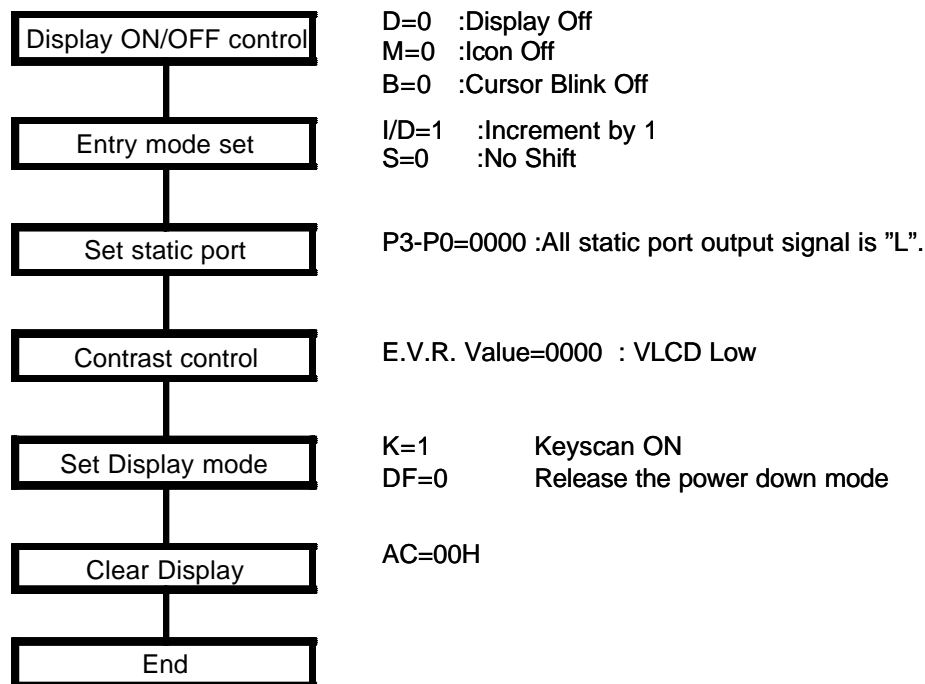 Display ON/OFF control
D=0 :Display Off
M=0 :Icon Off
B=0 :Cursor Blink Off
Entry mode set
I/D=1 :Increment by 1
S=0 :No Shift
Set static port
P3-P0=0000 :All static port output signal is ”L”.
Contrast control
E.V.R. Value=0000 : VLCD Low
Set Display mode
K=1 Keyscan ON
DF=0 Release the power down mode
Clear Display
AC=00H
End